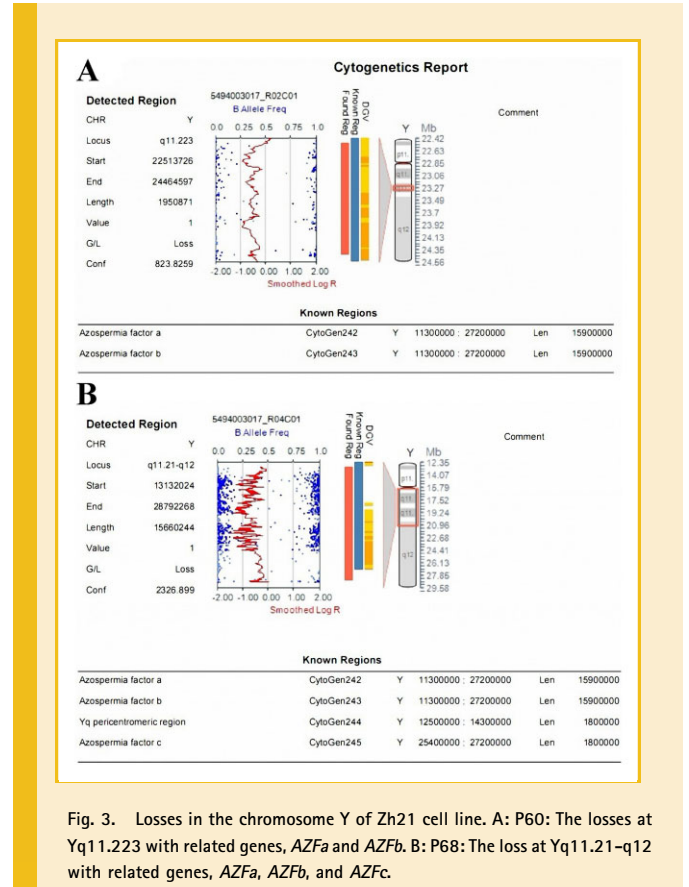 A
Cytogenetics Report
Detected Region
CHR Y
Locus q11.223
Start 22513726
End 24464597
Length 1950871
Value 1
G/L Loss
Conf 823.8259
5494003017_R02C01
B Allele Freq
0.0 0.25 0.5 0.75 1.0
-2.00 -1.00 0.00 1.00 2.00
Smoothed Log R
Found Reg
Known Reg
DGV
Y Mb
p11.
q11.
q12
22.42
22.63
22.85
23.06
23.27
23.49
23.7
23.92
24.13
24.35
24.56
Comment
Known Regions
Azospermia factor a CytoGen242 Y 11300000 : 27200000 Len 15900000
Azospermia factor b CytoGen243 Y 11300000 : 27200000 Len 15900000
B
Detected Region
CHR Y
Locus q11.21-q12
Start 13132024
End 28792268
Length 15660244
Value 1
G/L Loss
Conf 2326.899
5494003017_R04C01
B Allele Freq
0.0 0.25 0.5 0.75 1.0
-2.00 -1.00 0.00 1.00 2.00
Smoothed Log R
Found Reg
Known Reg
DGV
Y Mb
p11.
q11.
q11.
q12
12.35
14.07
15.79
17.52
19.24
20.96
22.68
24.41
26.13
27.85
29.58
Comment
Known Regions
Azospermia factor a CytoGen242 Y 11300000 : 27200000 Len 15900000
Azospermia factor b CytoGen243 Y 11300000 : 27200000 Len 15900000
Yq pericentromeric region CytoGen244 Y 12500000 : 14300000 Len 1800000
Azospermia factor c CytoGen245 Y 25400000 : 27200000 Len 1800000
Fig. 3. Losses in the chromosome Y of Zh21 cell line. A: P60: The losses at
Yq11.223 with related genes, AZFa and AZFb. B: P68: The loss at Yq11.21-q12
with related genes, AZFa, AZFb, and AZFc.